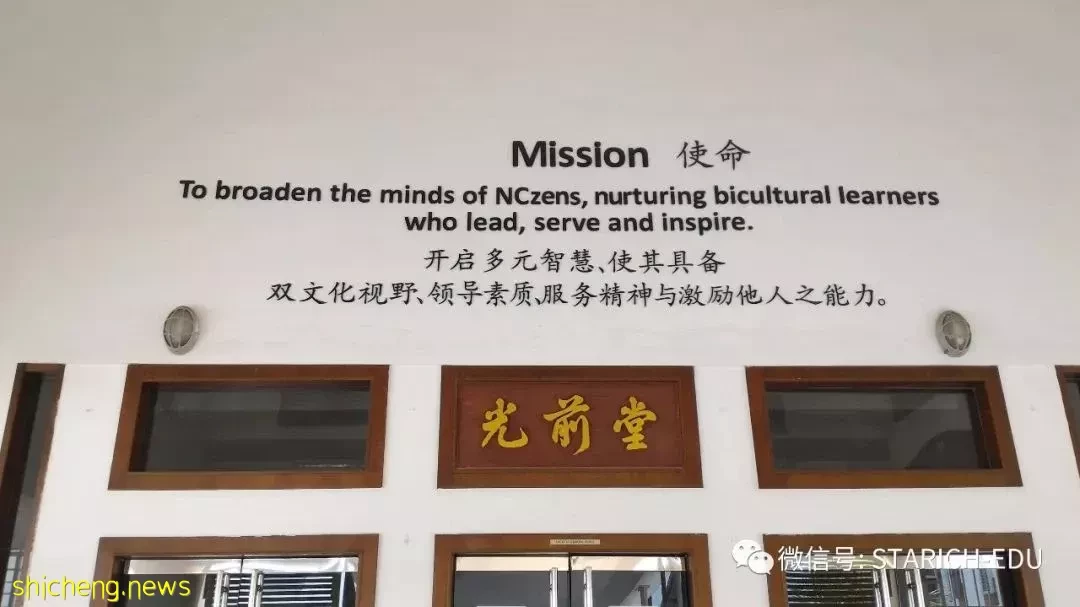 Mission 使命
To broaden the minds of NCzens, nurturing bicultural learners
who lead, serve and inspire.
开启多元智慧、使其具备
双文化视野、领导素质、服务精神与激励他人之能力。
光前堂
微信号: STARICH-EDU
shicheng.news